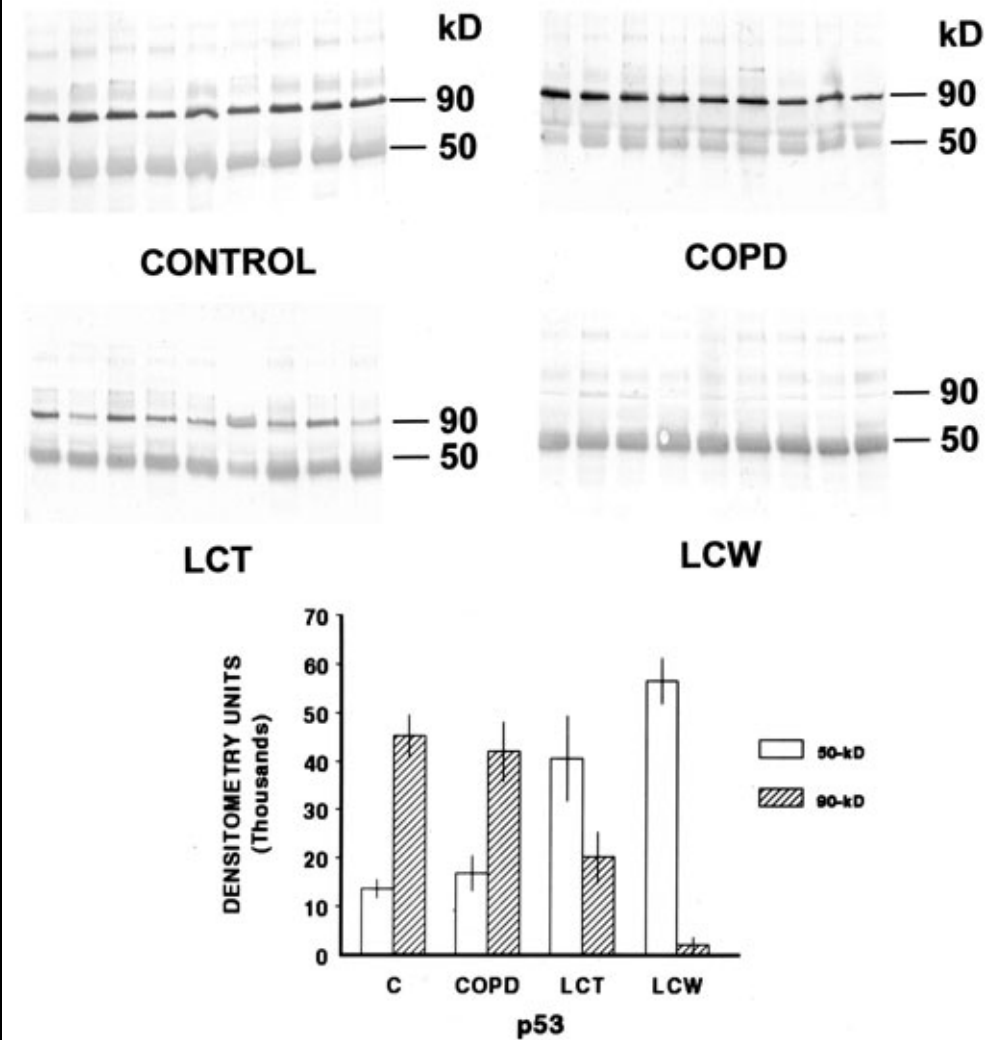 kD
90
50
CONTROL
kD
90
50
COPD
90
50
LCT
90
50
LCW
DENSITOMETRY UNITS
(Thousands)
70
60
50
40
30
20
10
0
C COPD LCT LCW
p53
50-kD
90-kD